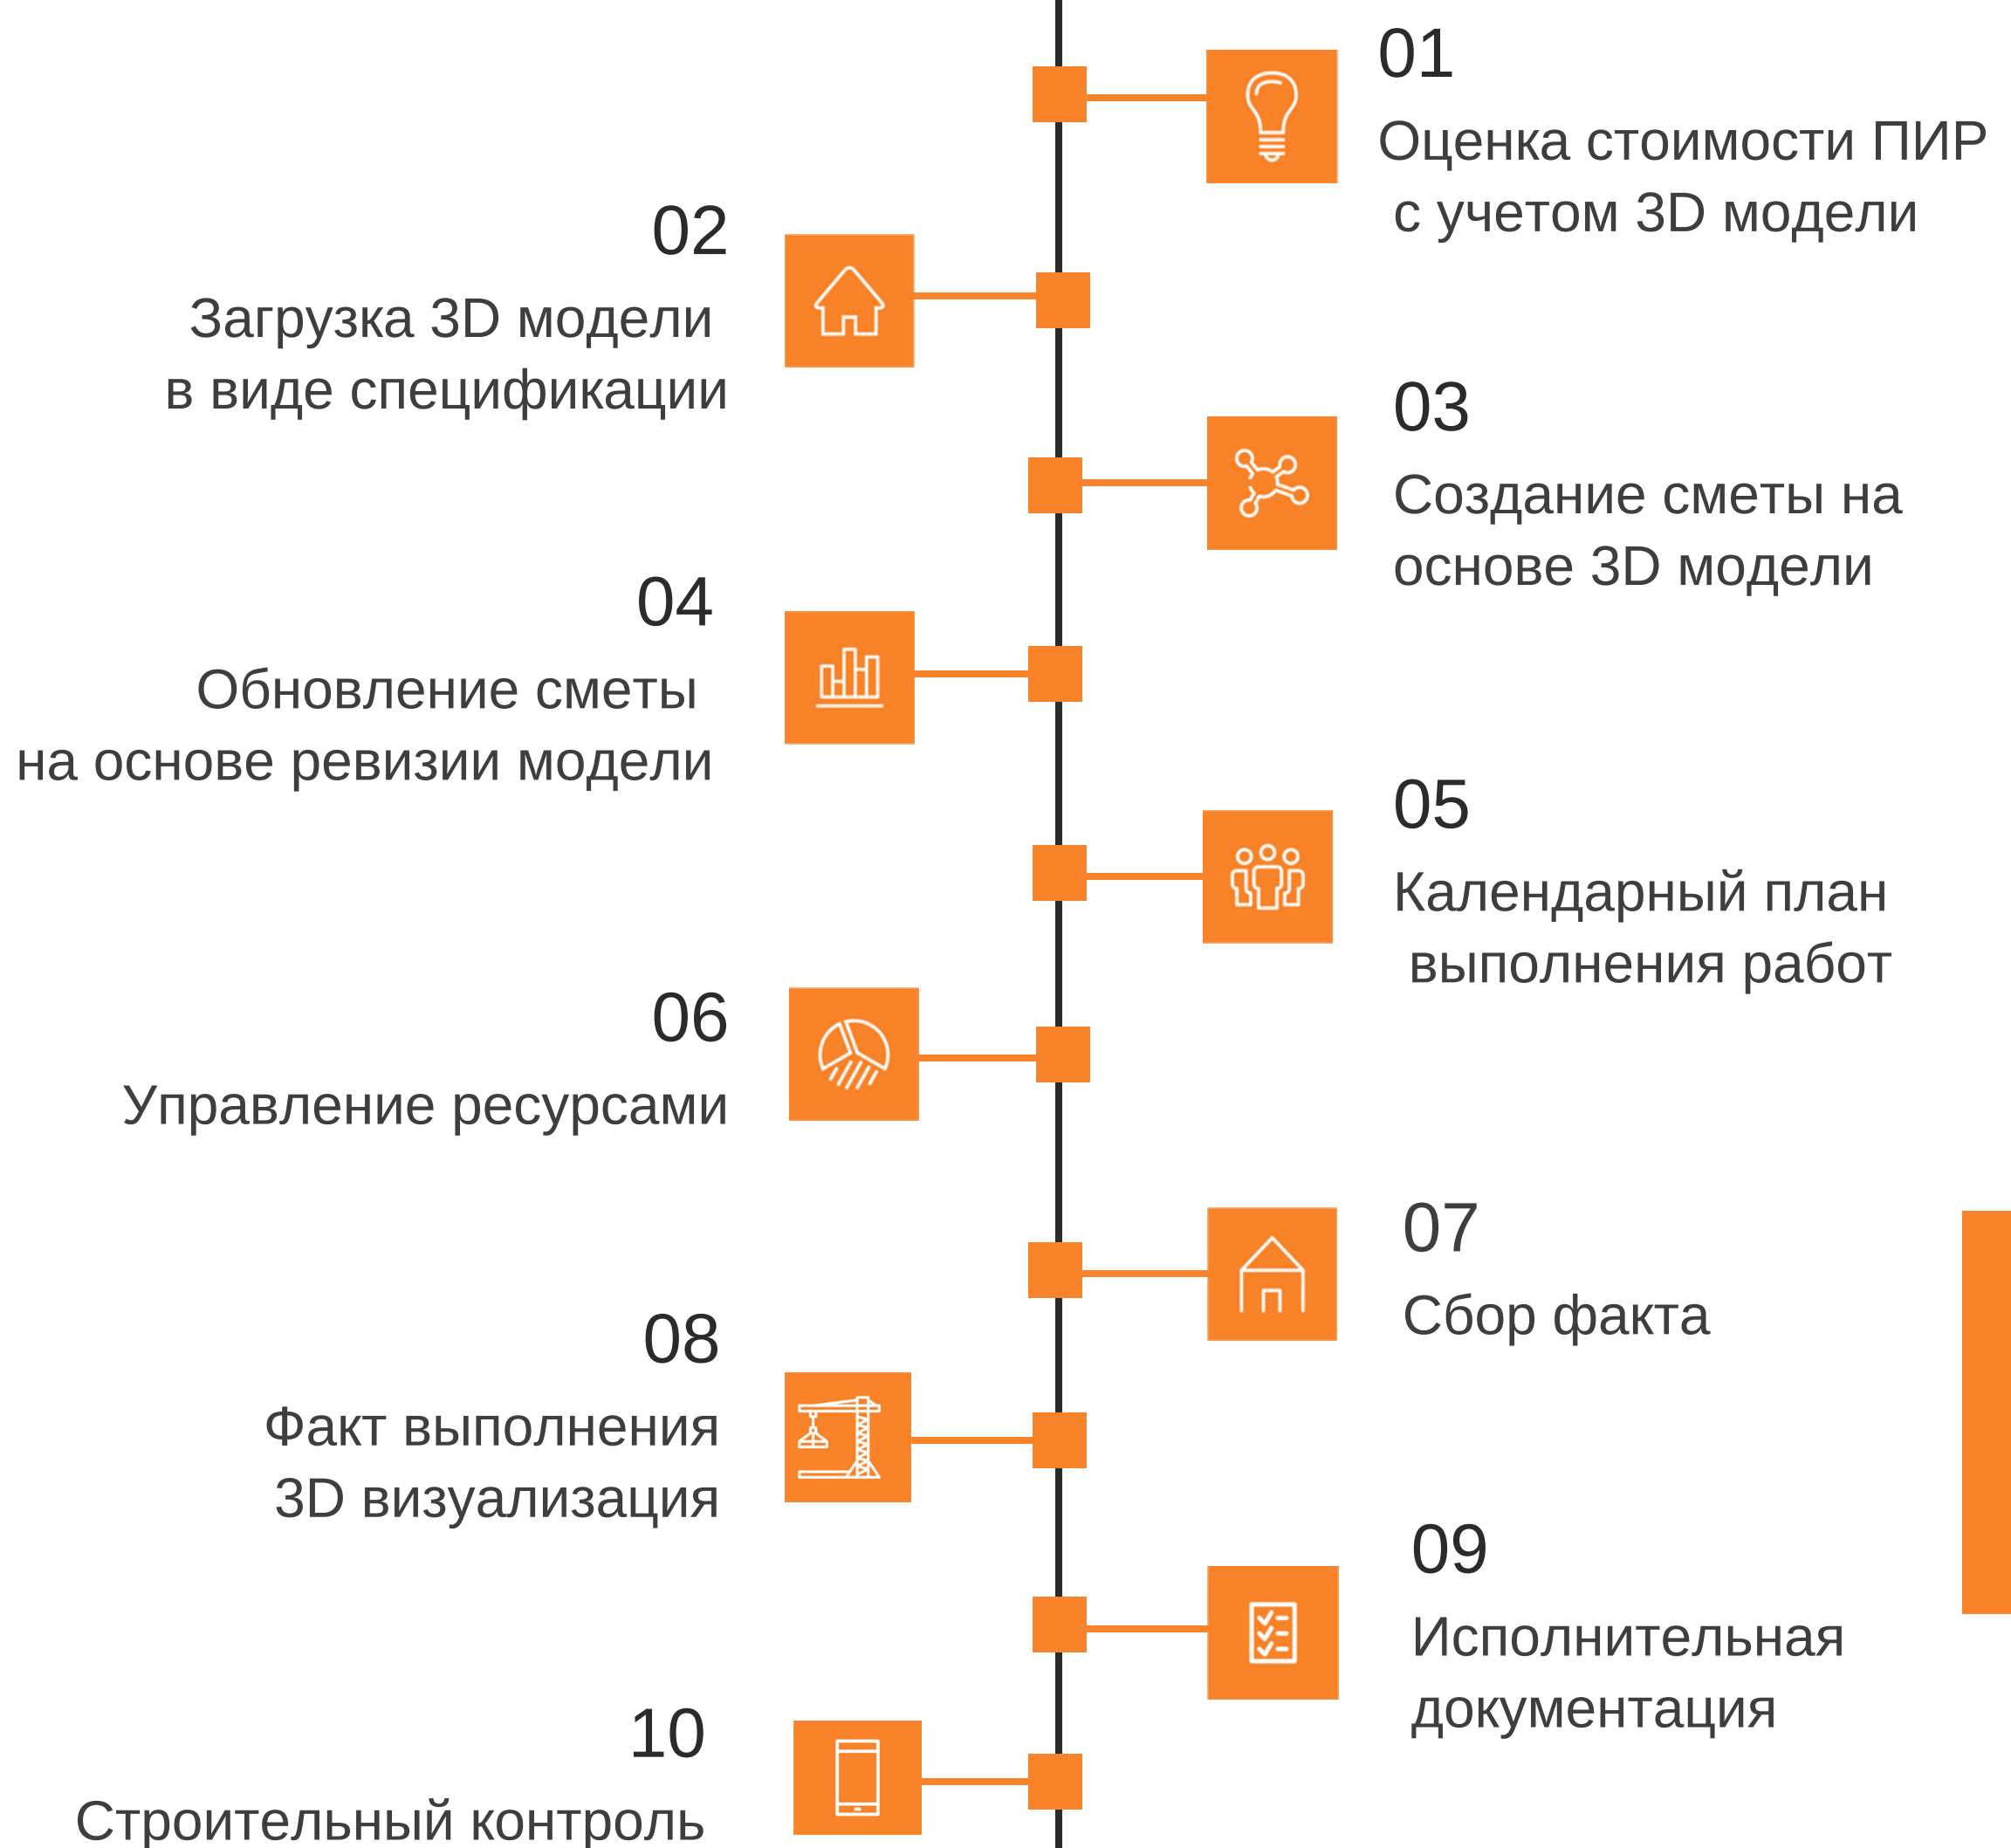 01
Оценка стоимости ПИР
с учетом 3D модели
02
Загрузка 3D модели
в виде спецификации
03
Создание сметы на
основе 3D модели
04
Обновление сметы
на основе ревизии модели
05
Календарный план
выполнения работ
06
Управление ресурсами
07
Сбор факта
08
Факт выполнения
3D визуализация
09
Исполнительная
документация
10
Строительный контроль